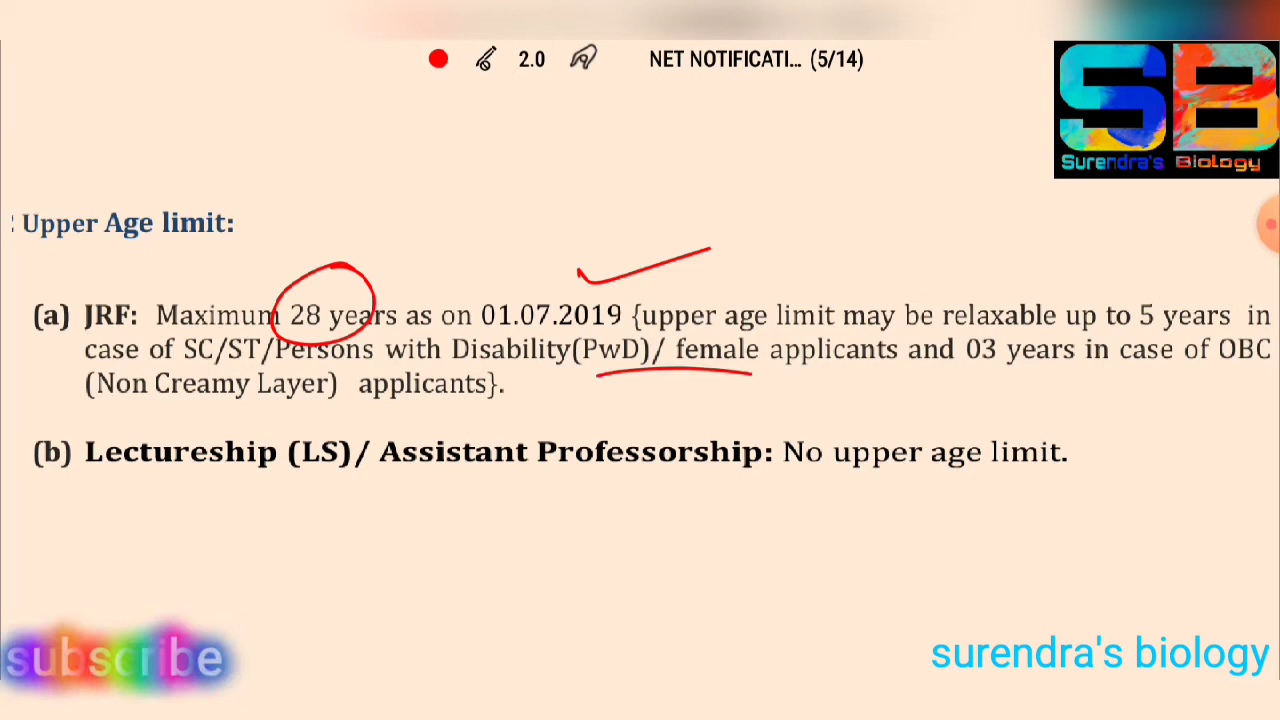 2.0 NET NOTIFICATI... (5/14)
SB
Surendra's Biology
: Upper Age limit:
(a) JRF: Maximum 28 years as on 01.07.2019 {upper age limit may be relaxable up to 5 years in
case of SC/ST/Persons with Disability(PwD)/ female applicants and 03 years in case of OBC
(Non Creamy Layer) applicants}.
(b) Lectureship (LS)/ Assistant Professorship: No upper age limit.
subscribe
surendra's biology